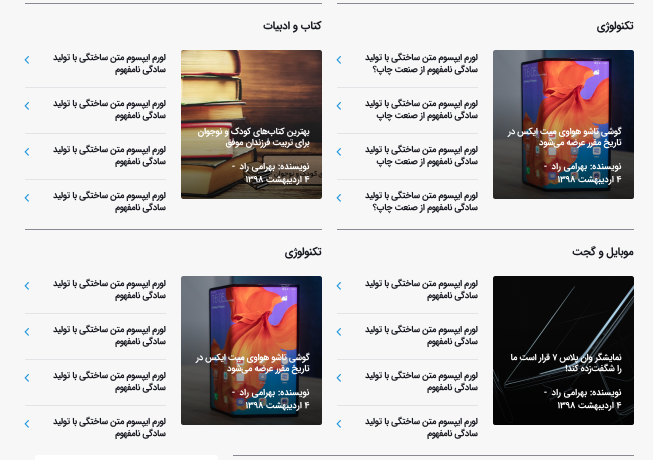 تکنولوژی
گوشی تاشو هواوی میت ایکس در
تاریخ مقرر عرضه می‌شود
نویسنده: بهرامی راد -
۴ اردیبهشت ۱۳۹۸
لورم ایپسوم متن ساختگی با تولید
سادگی نامفهوم از صنعت چاپ؟
لورم ایپسوم متن ساختگی با تولید
سادگی نامفهوم از صنعت چاپ
لورم ایپسوم متن ساختگی با تولید
سادگی نامفهوم از صنعت چاپ
لورم ایپسوم متن ساختگی با تولید
سادگی نامفهوم از صنعت چاپ؟
کتاب و ادبیات
بهترین کتاب‌های کودک و نوجوان
برای تربیت فرزندان موفق
نویسنده: بهرامی راد -
۴ اردیبهشت ۱۳۹۸
لورم ایپسوم متن ساختگی با تولید
سادگی نامفهوم
لورم ایپسوم متن ساختگی با تولید
سادگی نامفهوم
لورم ایپسوم متن ساختگی با تولید
سادگی نامفهوم
لورم ایپسوم متن ساختگی با تولید
سادگی نامفهوم
موبایل و گجت
نمایشگر وان پلاس ۷ قرار است ما
را شگفت‌زده کند!
نویسنده: بهرامی راد -
۴ اردیبهشت ۱۳۹۸
لورم ایپسوم متن ساختگی با تولید
سادگی نامفهوم
لورم ایپسوم متن ساختگی با تولید
سادگی نامفهوم
لورم ایپسوم متن ساختگی با تولید
سادگی نامفهوم
لورم ایپسوم متن ساختگی با تولید
سادگی نامفهوم
تکنولوژی
گوشی تاشو هواوی میت ایکس در
تاریخ مقرر عرضه می‌شود
نویسنده: بهرامی راد -
۴ اردیبهشت ۱۳۹۸
لورم ایپسوم متن ساختگی با تولید
سادگی نامفهوم
لورم ایپسوم متن ساختگی با تولید
سادگی نامفهوم
لورم ایپسوم متن ساختگی با تولید
سادگی نامفهوم
لورم ایپسوم متن ساختگی با تولید
سادگی نامفهوم